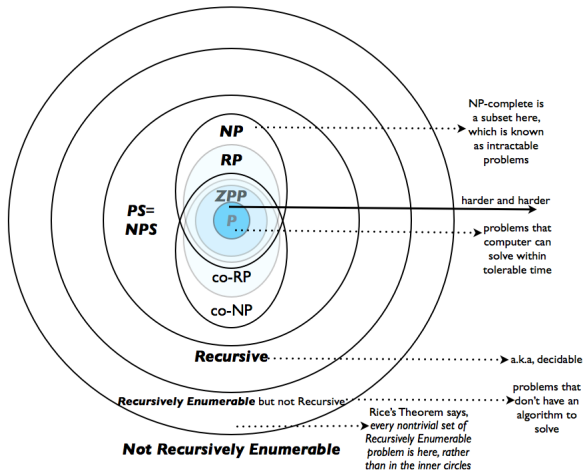 NP
RP
ZPP
P
PS=
NPS
co-RP
co-NP
Recursive
Recursively Enumerable but not Recursive
Not Recursively Enumerable
NP-complete is
a subset here,
which is known
as intractable
problems
harder and harder
problems that
computer can
solve within
tolerable time
a.k.a, decidable
problems that
don't have an
algorithm to
solve
Rice's Theorem says,
every nontrivial set of
Recursively Enumerable
problem is here, rather
than in the inner circles